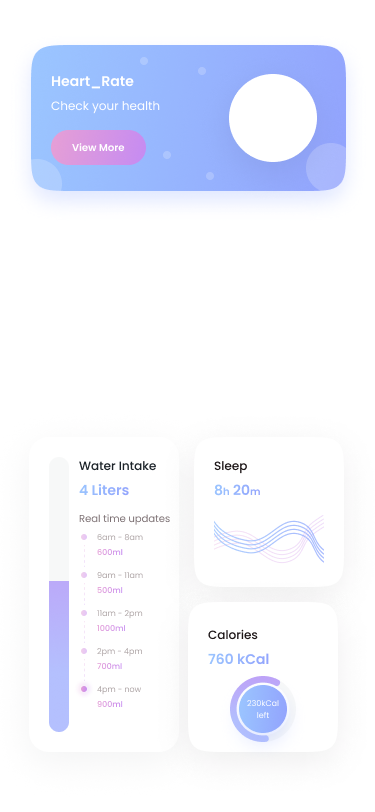 Heart_Rate
Check your health
View More
Water Intake
4 Liters
Real time updates
6am - 8am
600ml
9am - 11am
500ml
11am - 2pm
1000ml
2pm - 4pm
700ml
4pm - now
900ml
Sleep
8h 20m
Calories
760 kCal
230kCal
left